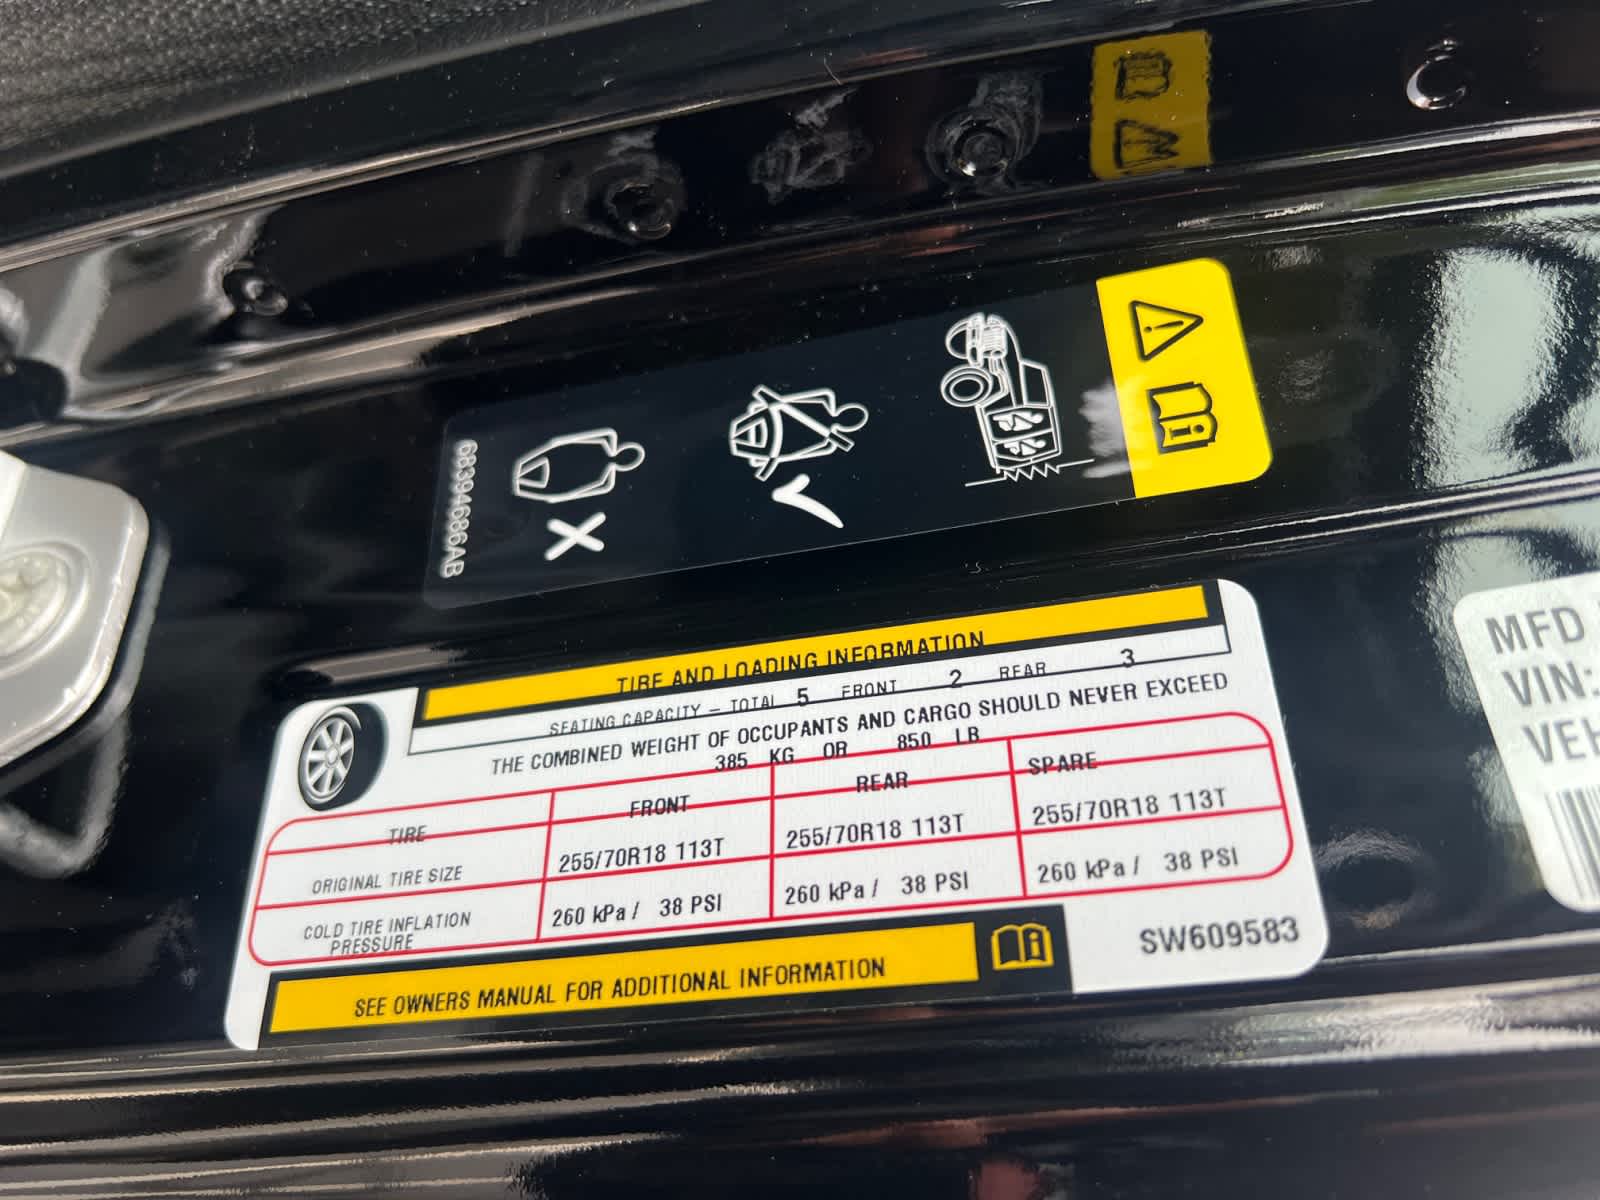 68394686AB
TIRE AND LOADING INFORMATION
SEATING CAPACITY – TOTAL 5 FRONT 2 REAR 3
THE COMBINED WEIGHT OF OCCUPANTS AND CARGO SHOULD NEVER EXCEED
385 KG OR 850 LB
TIRE FRONT REAR SPARE
ORIGINAL TIRE SIZE 255/70R18 113T 255/70R18 113T 255/70R18 113T
COLD TIRE INFLATION
PRESSURE 260 kPa / 38 PSI 260 kPa / 38 PSI 260 kPa / 38 PSI
SEE OWNERS MANUAL FOR ADDITIONAL INFORMATION
SW609583
MFD
VIN:
VEH